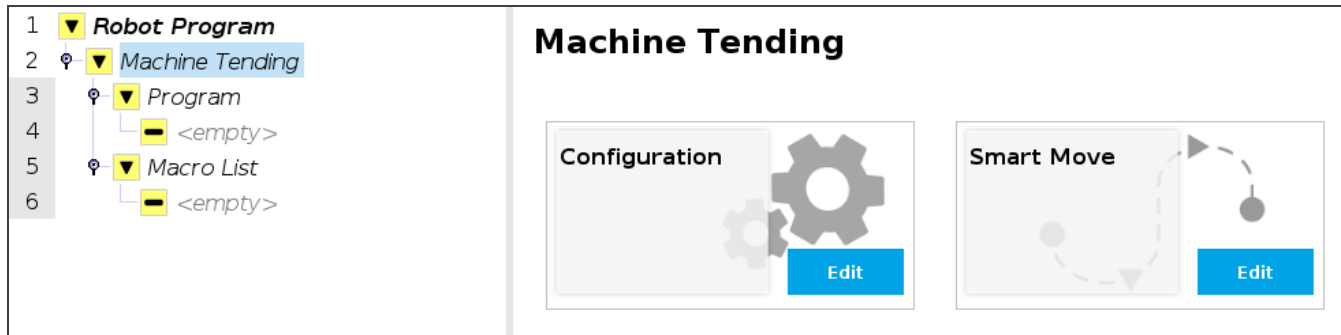 1 Robot Program
2 Machine Tending
3 Program
4 <empty>
5 Macro List
6 <empty>
Machine Tending
Configuration
Edit
Smart Move
Edit